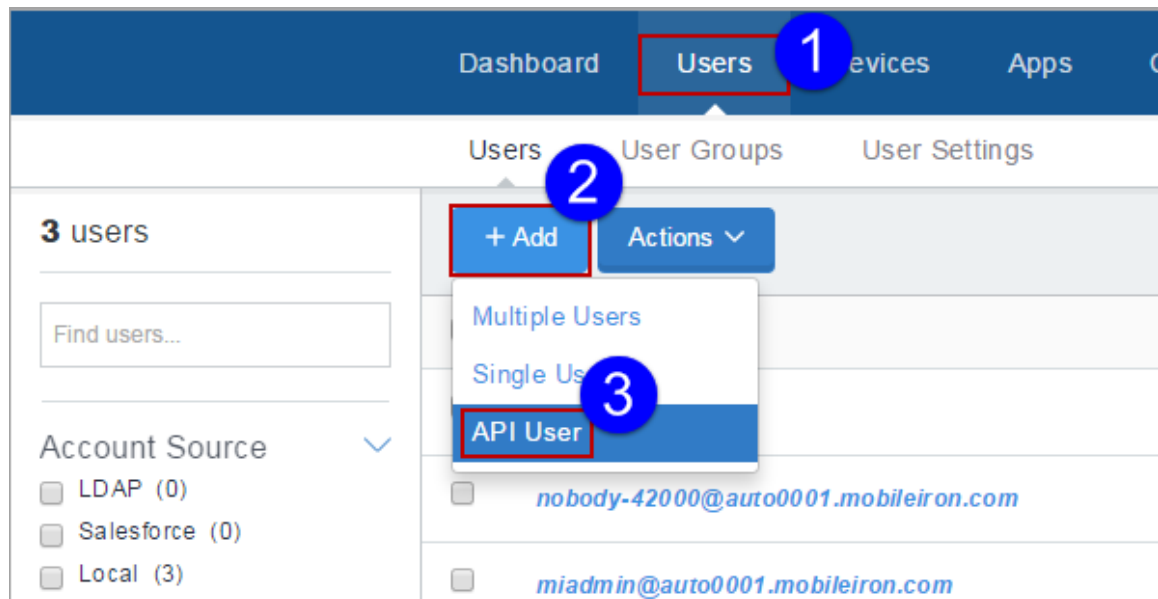 Dashboard Users 1 evices Apps
Users User Groups User Settings
2
3 users
+ Add Actions
Find users...
Multiple Users
Single Us
3
API User
Account Source
LDAP (0)
Salesforce (0)
Local (3)
nobody-42000@auto0001.mobileiron.com
miadmin@auto0001.mobileiron.com